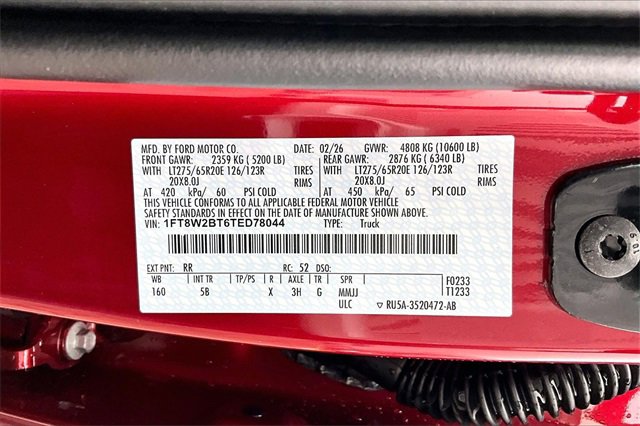 MFD. BY FORD MOTOR CO. 02/26 GVWR: 4808 KG (10600 LB)
FRONT GAWR: 2359 KG ( 5200 LB) REAR GAWR: 2876 KG ( 6340 LB)
LT275/65R20E 126/123R TIRES LT275/65R20E 126/123R TIRES
20X8.0J RIMS 20X8.0J RIMS
AT 420 kPa/ 60 PSI COLD AT 450 kPa/ 65 PSI COLD
THIS VEHICLE CONFORMS TO ALL APPLICABLE FEDERAL MOTOR VEHICLE
SAFETY STANDARDS IN EFFECT ON THE DATE OF MANUFACTURE SHOWN ABOVE.
VIN: 1FT8W2BT6TED78044 TYPE: Truck
EXT PNT: RR RC: 52 DSO:
WB INT TR TP/PS R AXLE TR SPR F0233
160 5B X 3H G MMJJ T1233
ULC ▽ RU5A-3520472-AB